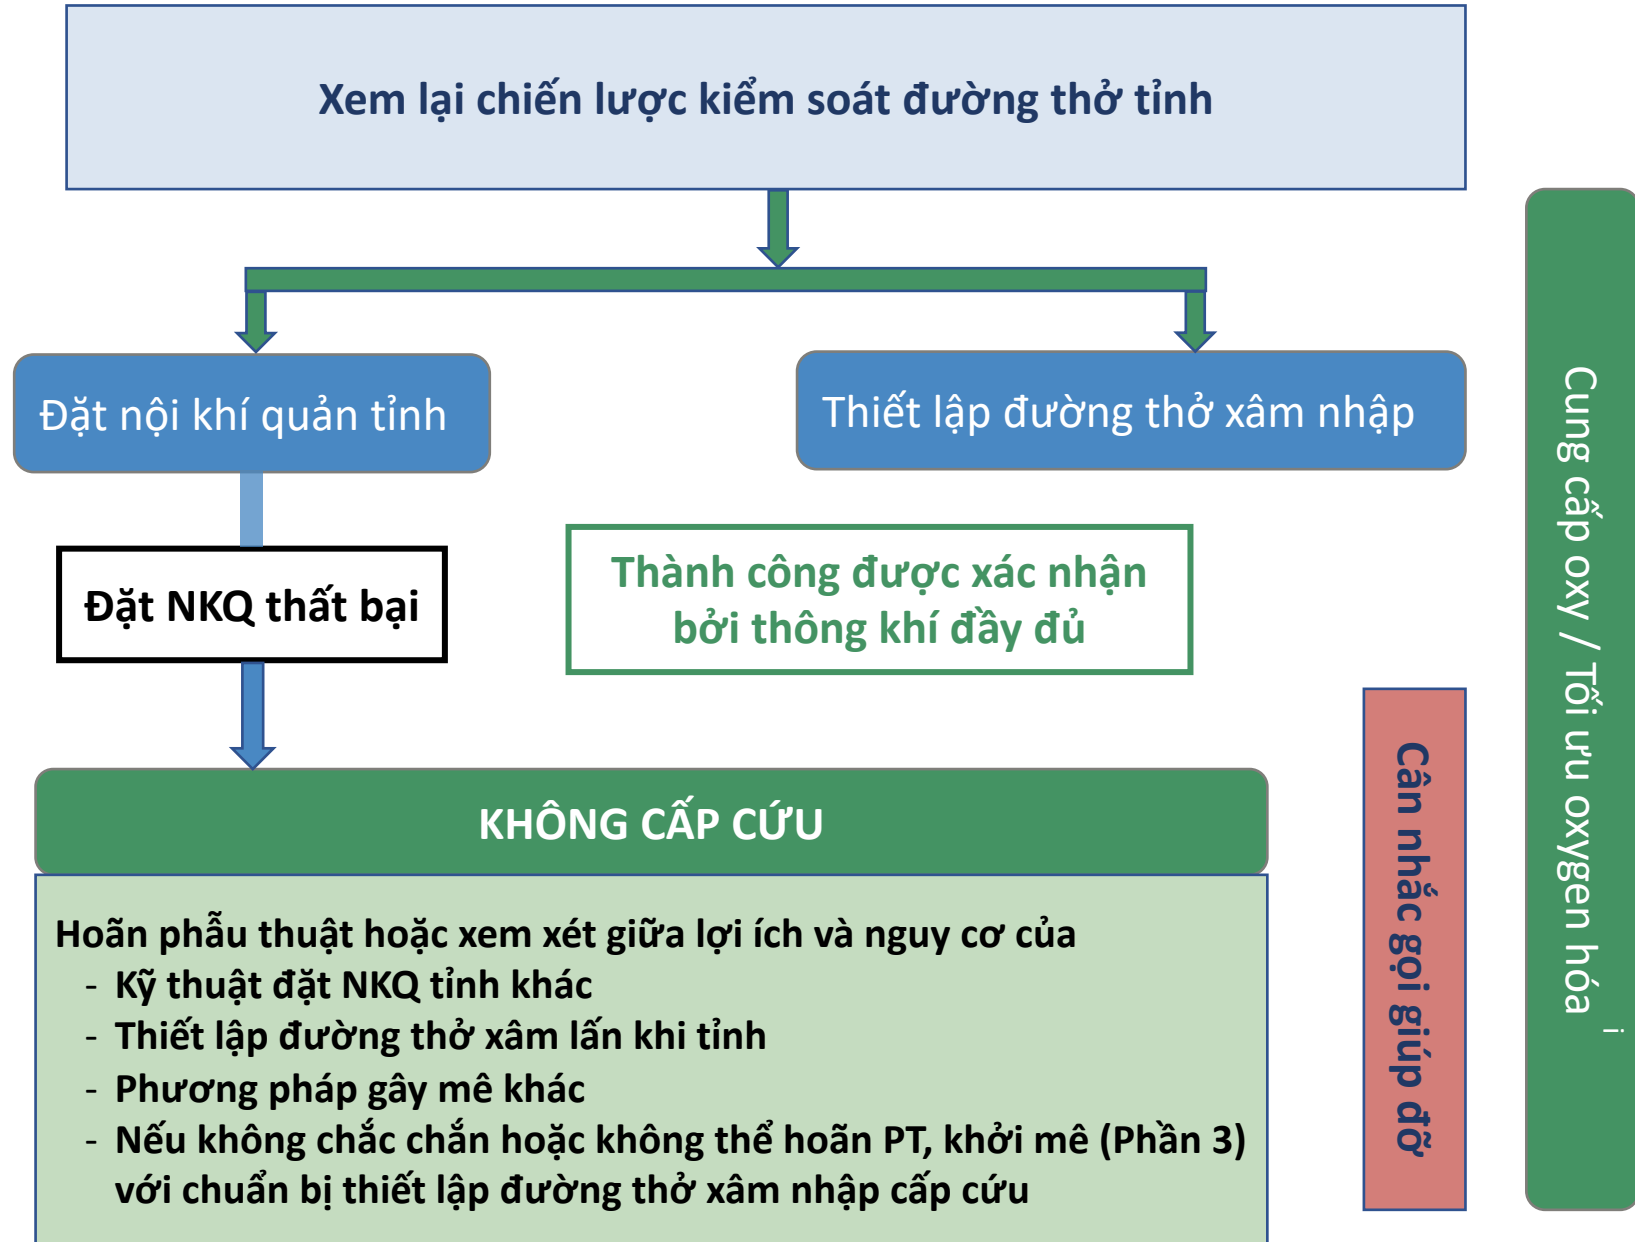 Xem lại chiến lược kiểm soát đường thở tỉnh
Đặt nội khí quản tỉnh
Thiết lập đường thở xâm nhập
Đặt NKQ thất bại
Thành công được xác nhận
bởi thông khí đầy đủ
KHÔNG CẤP CỨU
Hoãn phẫu thuật hoặc xem xét giữa lợi ích và nguy cơ của
- Kỹ thuật đặt NKQ tỉnh khác
- Thiết lập đường thở xâm lấn khi tỉnh
- Phương pháp gây mê khác
- Nếu không chắc chắn hoặc không thể hoãn PT, khởi mê (Phần 3)
với chuẩn bị thiết lập đường thở xâm nhập cấp cứu
Cân nhắc gọi giúp đỡ
Cung cấp oxy / Tối ưu oxygen hóa
i